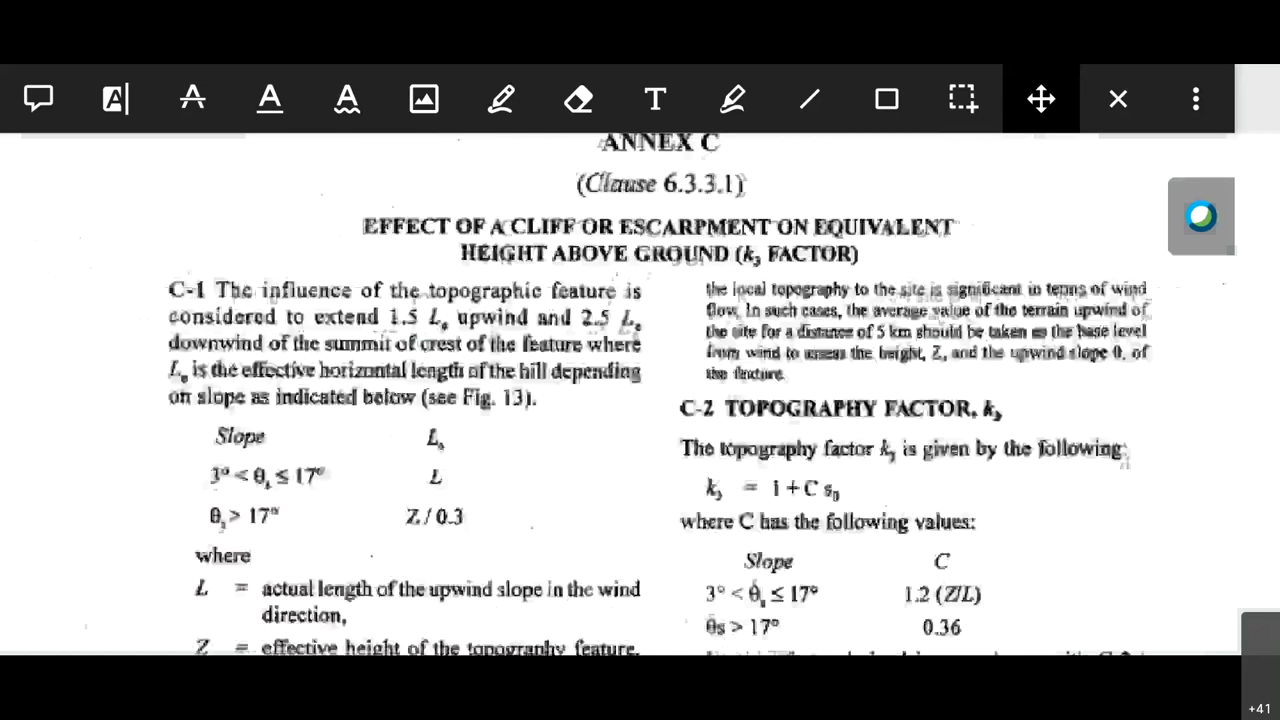 ANNEX C
(Clause 6.3.3.1)
EFFECT OF A CLIFF OR ESCARPMENT ON EQUIVALENT
HEIGHT ABOVE GROUND (k₃ FACTOR)
C-1 The influence of the topographic feature is
considered to extend 1.5 Lₑ upwind and 2.5 Lₑ
downwind of the summit of crest of the feature where
Lₑ is the effective horizontal length of the hill depending
on slope as indicated below (see Fig. 13).
Slope Lₑ
3° < θₛ ≤ 17° L
θₛ > 17° Z / 0.3
where
L = actual length of the upwind slope in the wind
direction,
Z = effective height of the topography feature,
the local topography to the site is significant in terms of wind
flow. In such cases, the average value of the terrain upwind of
the site for a distance of 5 km should be taken as the base level
from wind to assess the height, Z, and the upwind slope θ, of
the
C-2 TOPOGRAPHY FACTOR, k₃
The topography factor k₃ is given by the following:
k₃ = 1 + C s₀
where C has the following values:
Slope C
3° < θₛ ≤ 17° 1.2 (Z/L)
θs > 17° 0.36
+41